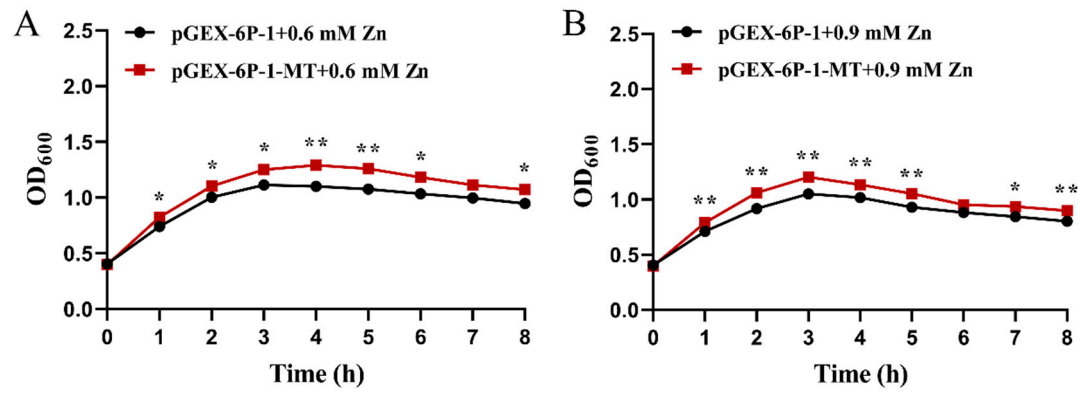 A
pGEX-6P-1+0.6 mM Zn
pGEX-6P-1-MT+0.6 mM Zn
OD600
2.5
2.0
1.5
1.0
0.5
0.0
* * * ** ** * *
0 1 2 3 4 5 6 7 8
Time (h)
B
pGEX-6P-1+0.9 mM Zn
pGEX-6P-1-MT+0.9 mM Zn
OD600
2.5
2.0
1.5
1.0
0.5
0.0
** ** ** ** ** * **
0 1 2 3 4 5 6 7 8
Time (h)